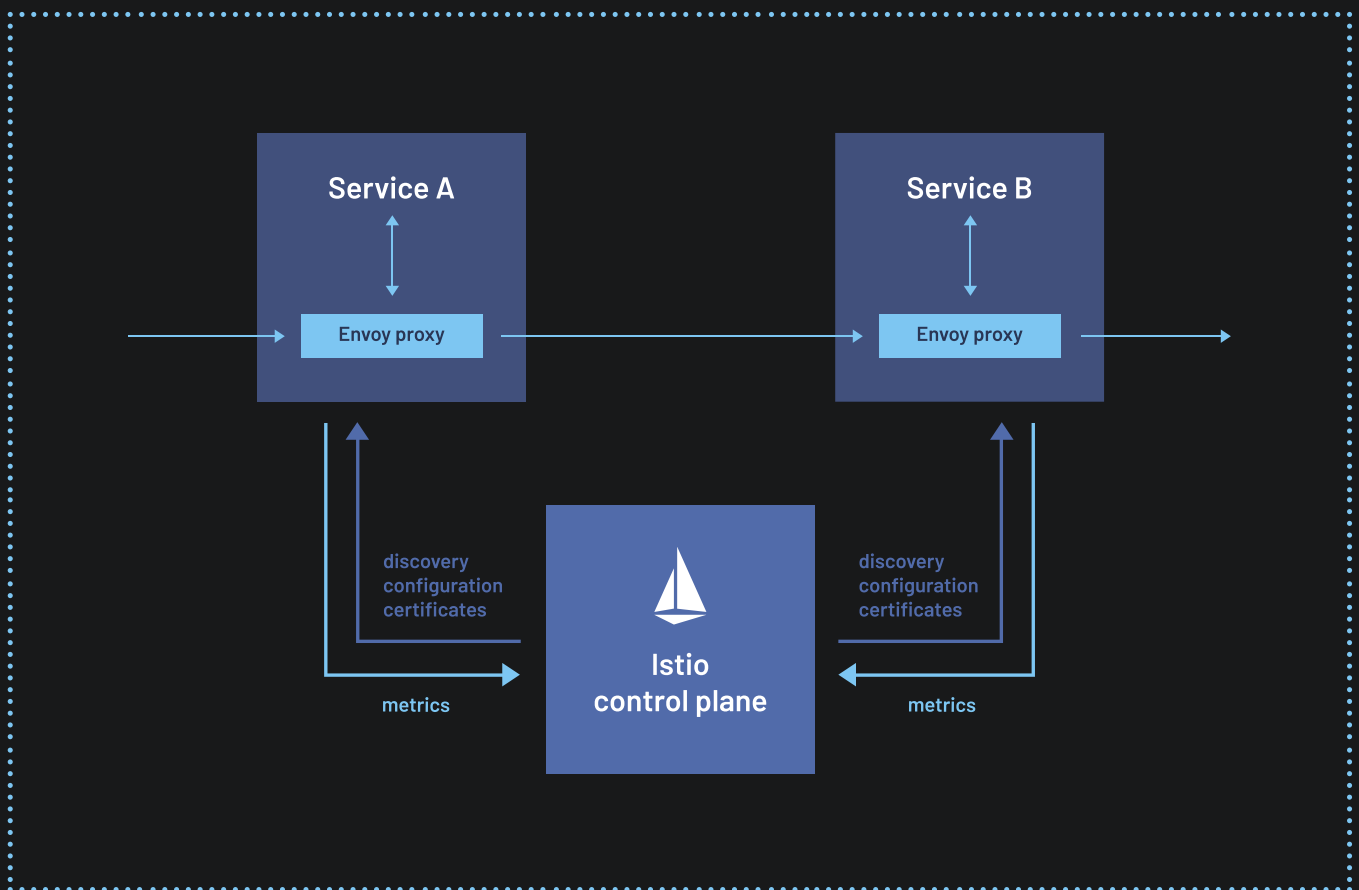 Service A
Service B
Envoy proxy
Envoy proxy
discovery
configuration
certificates
discovery
configuration
certificates
Istio
control plane
metrics
metrics